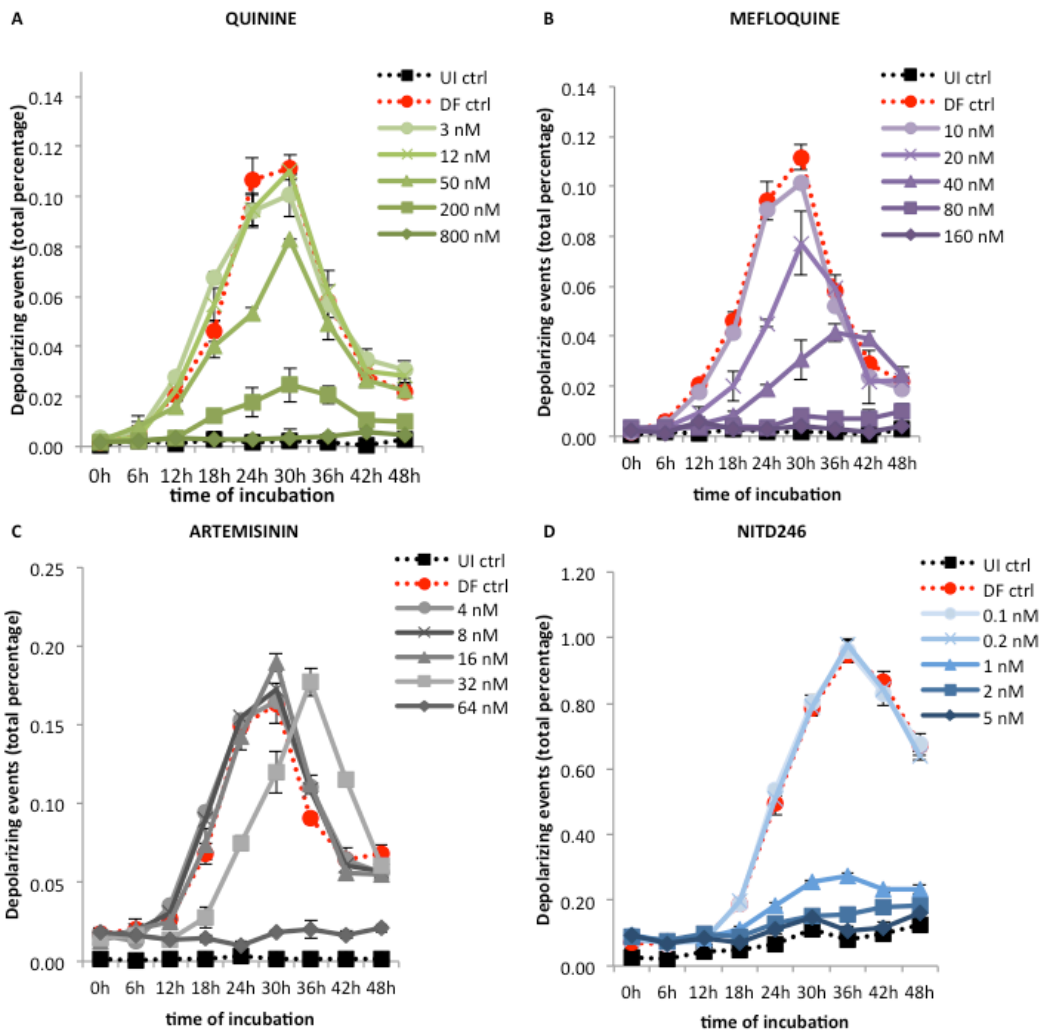 A
QUININE
Depolarizing events (total percentage)
0.14
0.12
0.10
0.08
0.06
0.04
0.02
0.00
0h 6h 12h 18h 24h 30h 36h 42h 48h
time of incubation
UI ctrl
DF ctrl
3 nM
12 nM
50 nM
200 nM
800 nM
B
MEFLOQUINE
Depolarizing events (total percentage)
0.14
0.12
0.10
0.08
0.06
0.04
0.02
0.00
0h 6h 12h 18h 24h 30h 36h 42h 48h
time of incubation
UI ctrl
DF ctrl
10 nM
20 nM
40 nM
80 nM
160 nM
C
ARTEMISININ
Depolarizing events (total percentage)
0.25
0.20
0.15
0.10
0.05
0.00
0h 6h 12h 18h 24h 30h 36h 42h 48h
time of incubation
UI ctrl
DF ctrl
4 nM
8 nM
16 nM
32 nM
64 nM
D
NITD246
Depolarizing events (total percentage)
1.20
1.00
0.80
0.60
0.40
0.20
0.00
0h 6h 12h 18h 24h 30h 36h 42h 48h
time of incubation
UI ctrl
DF ctrl
0.1 nM
0.2 nM
1 nM
2 nM
5 nM